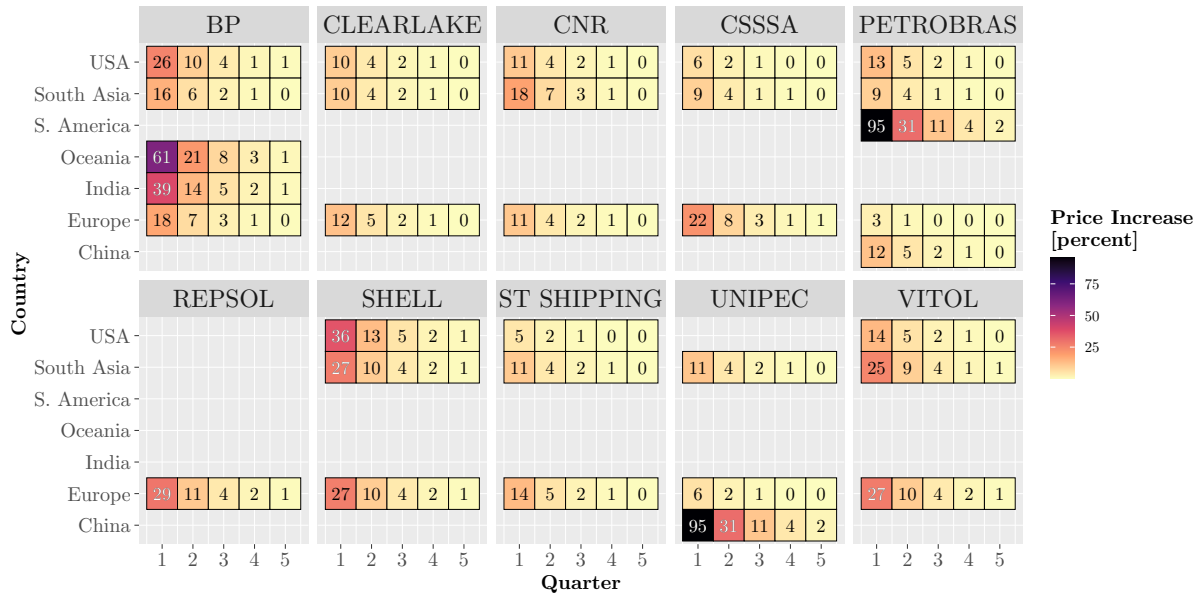 BP CLEARLAKE CNR CSSSA PETROBRAS
USA 26 10 4 1 1 10 4 2 1 0 11 4 2 1 0 6 2 1 0 0 13 5 2 1 0
South Asia 16 6 2 1 0 10 4 2 1 0 18 7 3 1 0 9 4 1 1 0 9 4 1 1 0
S. America 95 31 11 4 2
Oceania 61 21 8 3 1
India 39 14 5 2 1
Europe 18 7 3 1 0 12 5 2 1 0 11 4 2 1 0 22 8 3 1 1 3 1 0 0 0
China 12 5 2 1 0
REPSOL SHELL ST SHIPPING UNIPEC VITOL
USA 36 13 5 2 1 5 2 1 0 0 14 5 2 1 0
South Asia 27 10 4 2 1 11 4 2 1 0 11 4 2 1 0 25 9 4 1 1
S. America
Oceania
India
Europe 29 11 4 2 1 27 10 4 2 1 14 5 2 1 0 6 2 1 0 0 27 10 4 2 1
China 95 31 11 4 2
1 2 3 4 5 1 2 3 4 5 1 2 3 4 5 1 2 3 4 5 1 2 3 4 5
Quarter
Country
Price Increase
[percent]
75
50
25